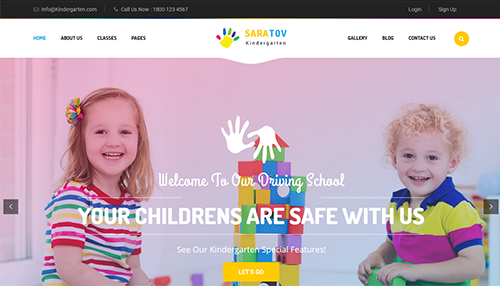 Info@Kindergarten.com
Call Us Now : 1800-123-4567
Login
Sign Up
HOME ABOUT US CLASSES PAGES
SARATOV
Kindergarten
GALLERY BLOG CONTACT US
Welcome To Our Driving School
YOUR CHILDRENS ARE SAFE WITH US
See Our Kindergarten Special Features!
LET'S GO